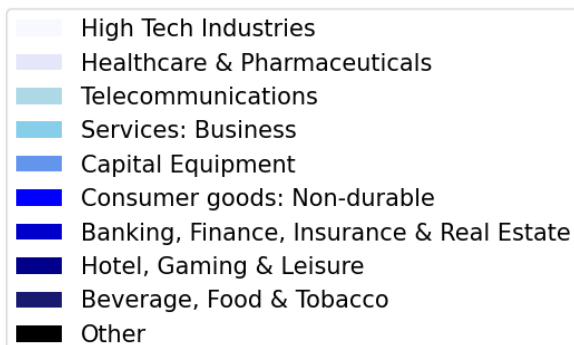 High Tech Industries
Healthcare & Pharmaceuticals
Telecommunications
Services: Business
Capital Equipment
Consumer goods: Non-durable
Banking, Finance, Insurance & Real Estate
Hotel, Gaming & Leisure
Beverage, Food & Tobacco
Other